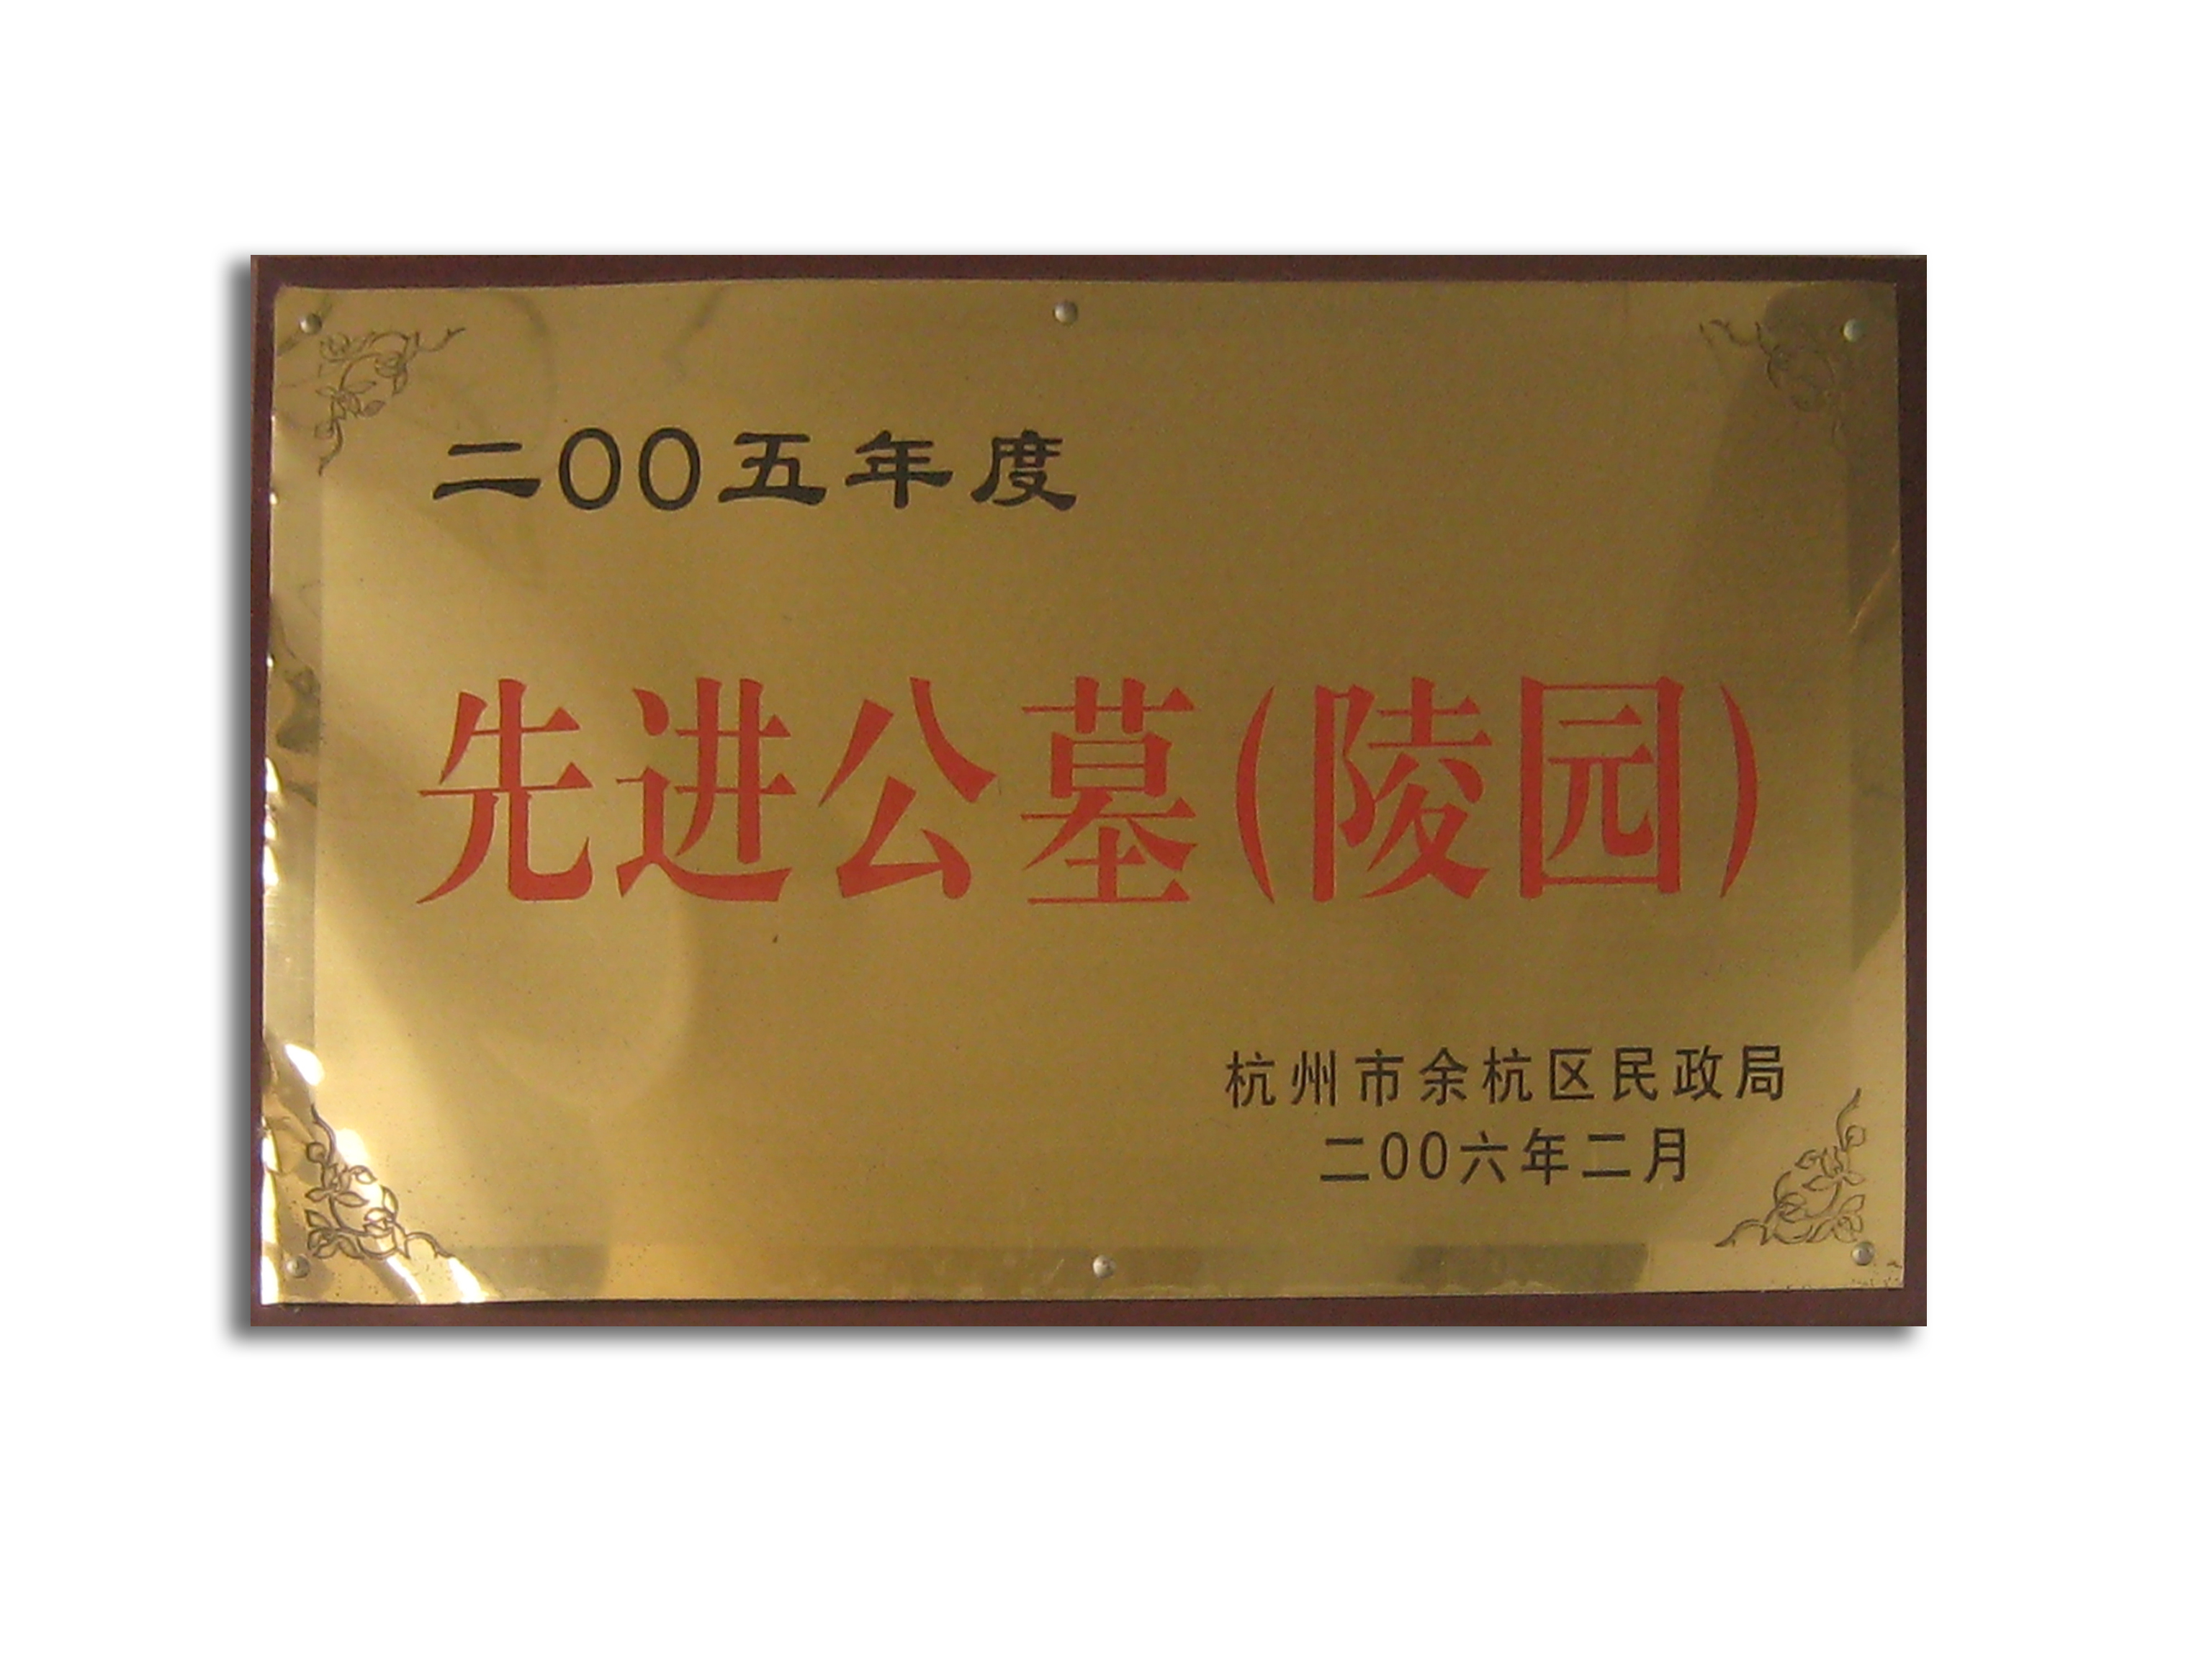 二00五年度
先进公墓(陵园)
杭州市余杭区民政局
二00六年二月